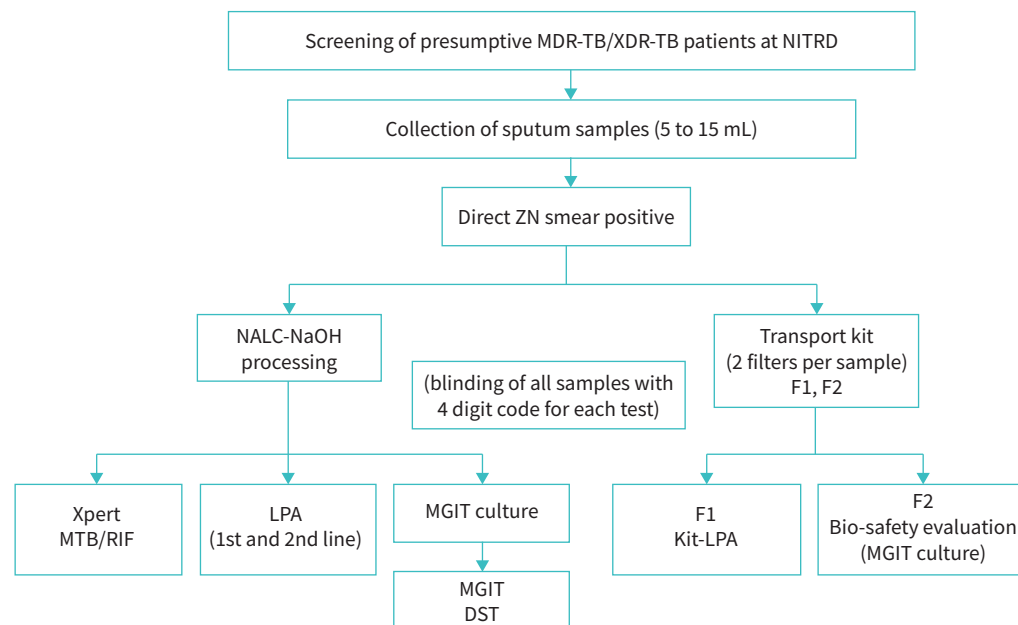 Screening of presumptive MDR-TB/XDR-TB patients at NITRD
Collection of sputum samples (5 to 15 mL)
Direct ZN smear positive
NALC-NaOH
processing
(blinding of all samples with
4 digit code for each test)
Transport kit
(2 filters per sample)
F1, F2
Xpert
MTB/RIF
LPA
(1st and 2nd line)
MGIT culture
F1
Kit-LPA
F2
Bio-safety evaluation
(MGIT culture)
MGIT
DST